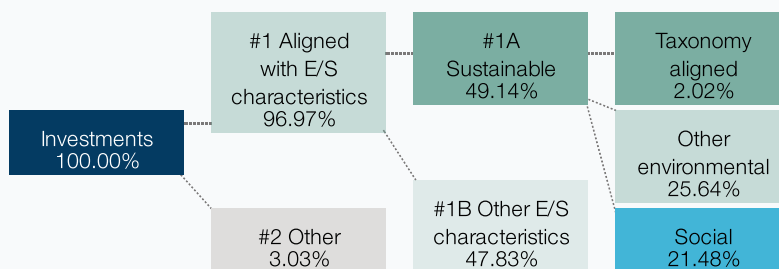 Investments
100.00%
#1 Aligned
with E/S
characteristics
96.97%
#2 Other
3.03%
#1A
Sustainable
49.14%
#1B Other E/S
characteristics
47.83%
Taxonomy
aligned
2.02%
Other
environmental
25.64%
Social
21.48%